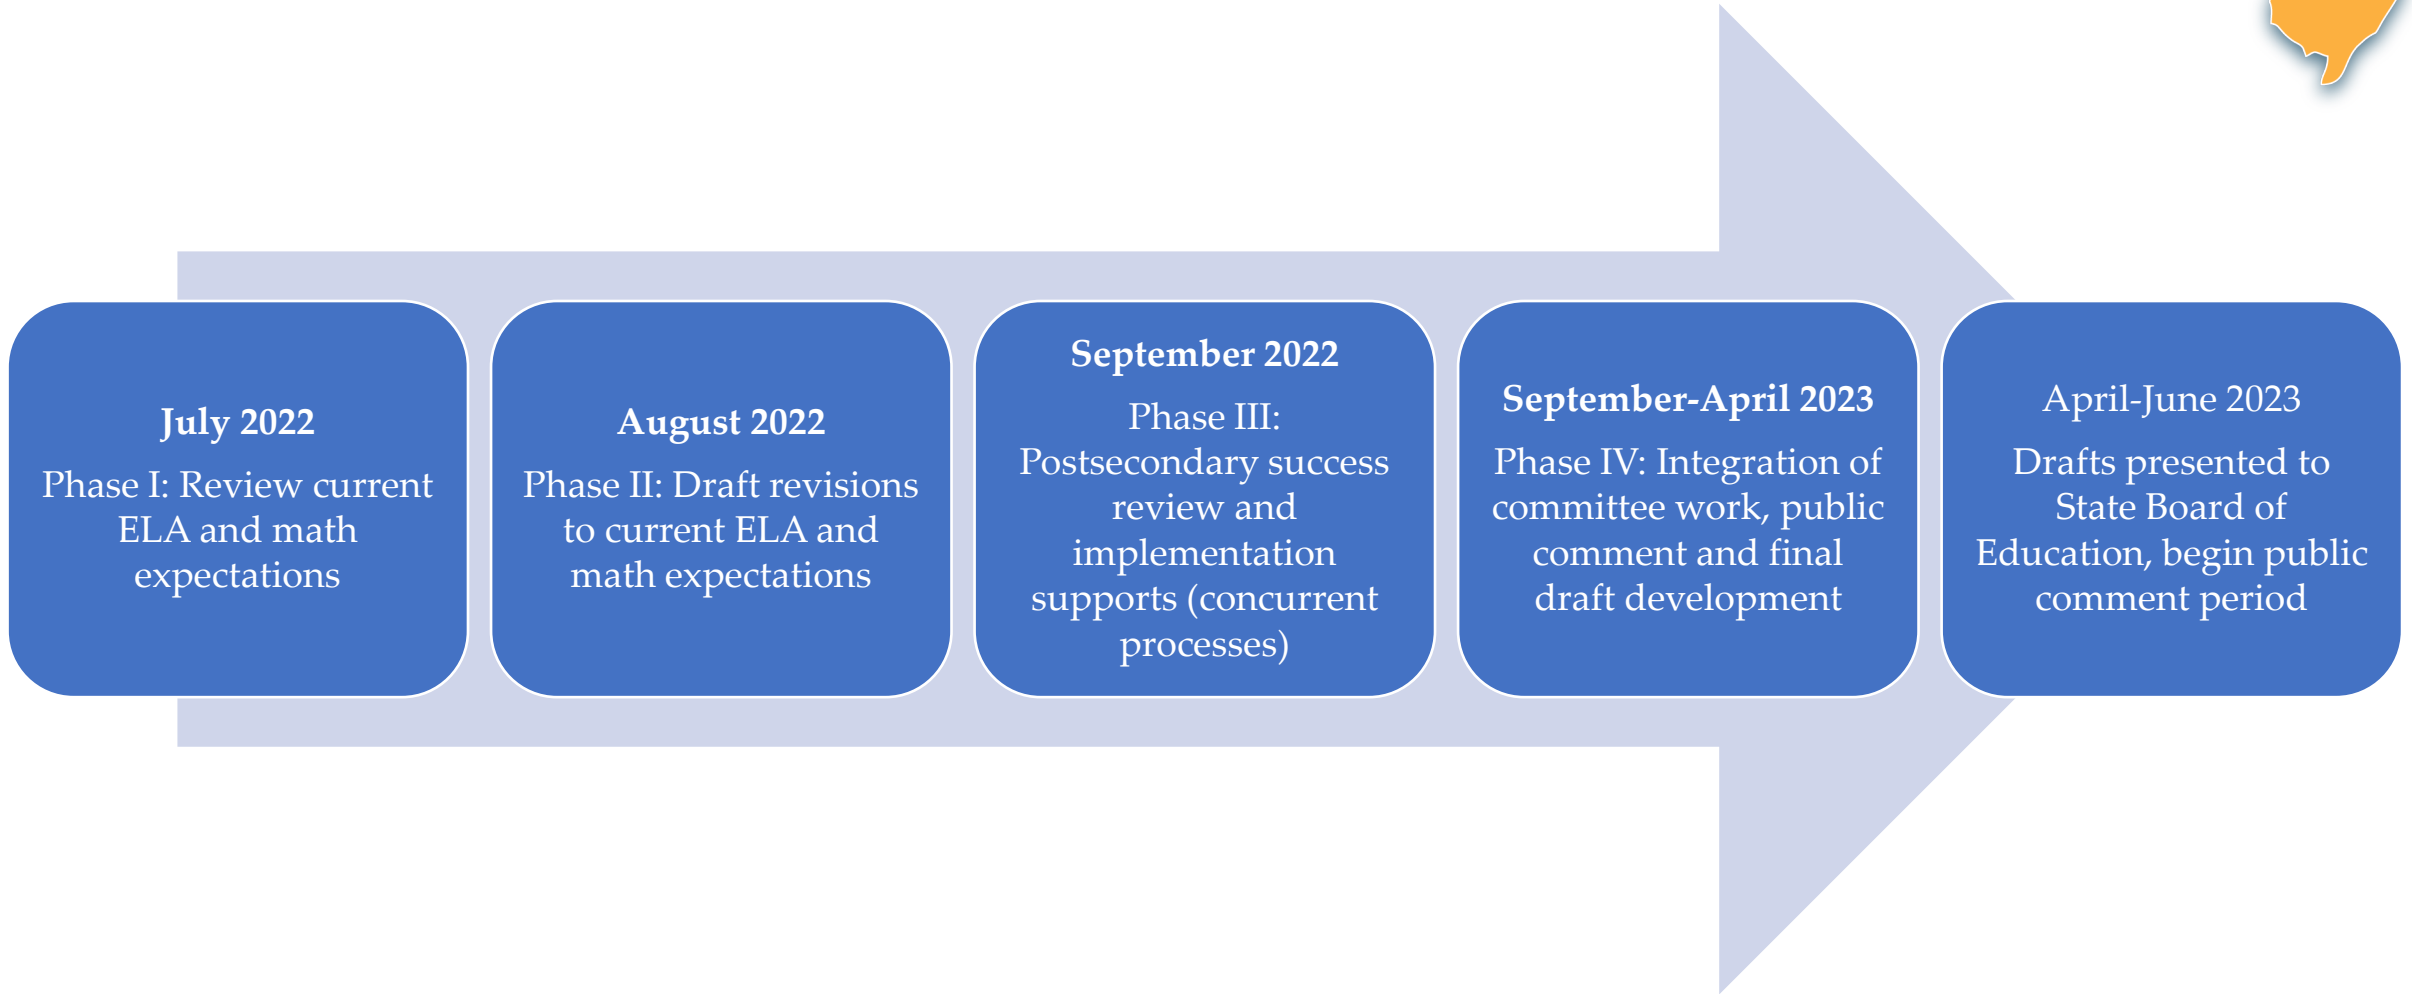 July 2022
Phase I: Review current
ELA and math
expectations
August 2022
Phase II: Draft revisions
to current ELA and
math expectations
September 2022
Phase III:
Postsecondary success
review and
implementation
supports (concurrent
processes)
September-April 2023
Phase IV: Integration of
committee work, public
comment and final
draft development
April-June 2023
Drafts presented to
State Board of
Education, begin public
comment period